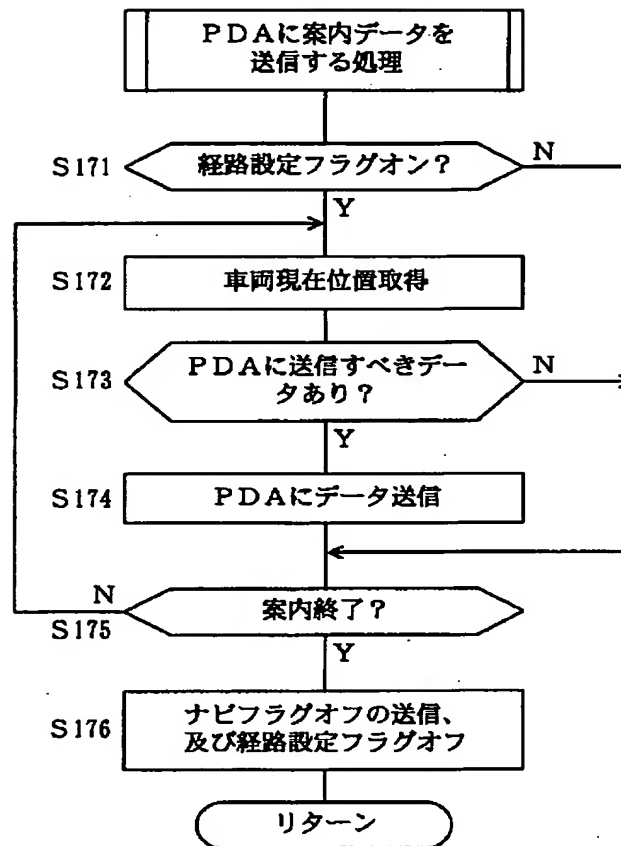 PDAに案内データを
送信する処理
S171
経路設定フラグオン?
N
Y
S172
車両現在位置取得
S173
PDAに送信すべきデー
タあり?
N
Y
S174
PDAにデータ送信
N
S175
案内終了?
Y
S176
ナビフラグオフの送信、
及び経路設定フラグオフ
リターン